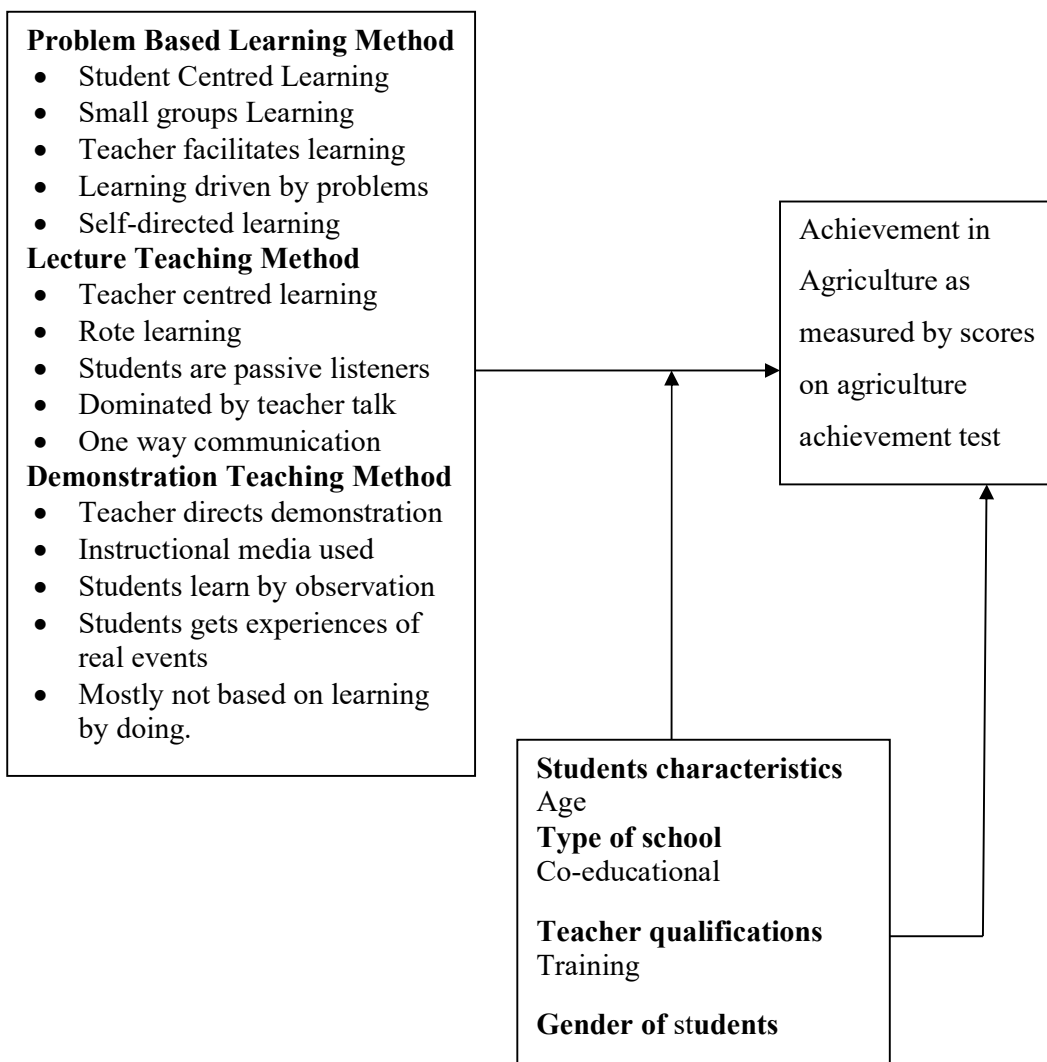 Problem Based Learning Method
• Student Centred Learning
• Small groups Learning
• Teacher facilitates learning
• Learning driven by problems
• Self-directed learning
Lecture Teaching Method
• Teacher centred learning
• Rote learning
• Students are passive listeners
• Dominated by teacher talk
• One way communication
Demonstration Teaching Method
• Teacher directs demonstration
• Instructional media used
• Students learn by observation
• Students gets experiences of
real events
• Mostly not based on learning
by doing.
Achievement in
Agriculture as
measured by scores
on agriculture
achievement test
Students characteristics
Age
Type of school
Co-educational
Teacher qualifications
Training
Gender of students